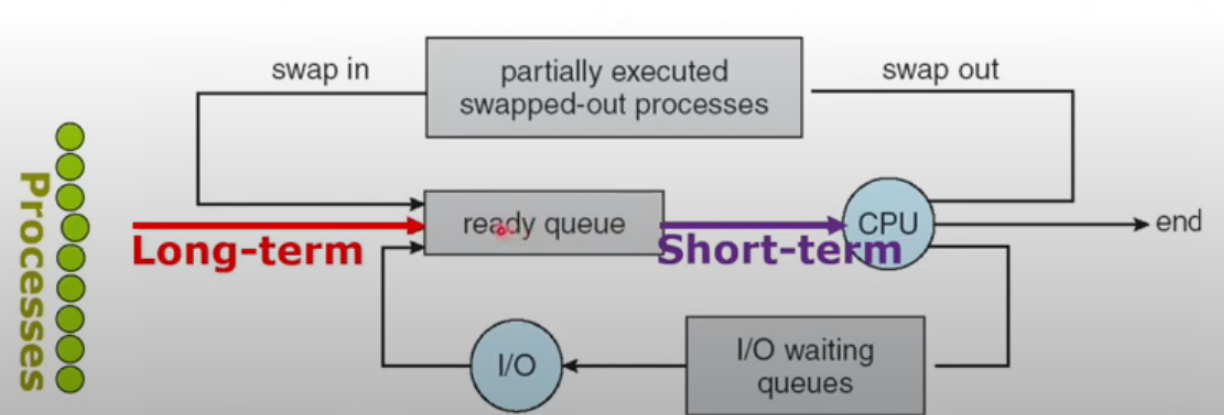 swap in
partially executed
swapped-out processes
swap out
Processes
Long-term
ready queue
Short-term
CPU
end
I/O
I/O waiting
queues